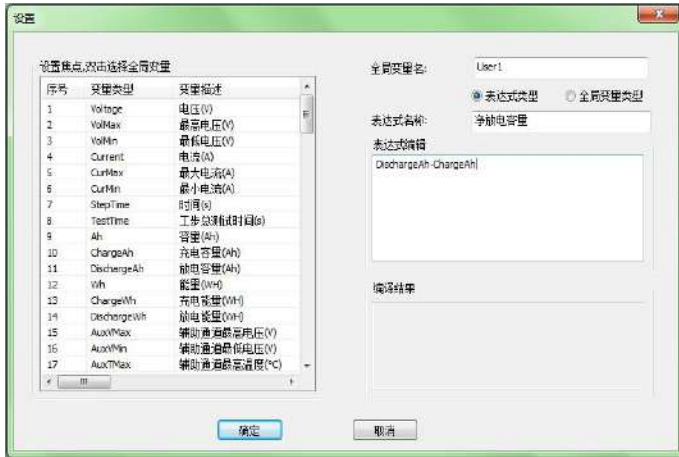 设置
设置焦点,双击选择全局变量
序号 变量类型 变量描述
1 Voltage 电压(V)
2 VolMax 最高电压(V)
3 VolMin 最低电压(V)
4 Current 电流(A)
5 CurMax 最大电流(A)
6 CurMin 最小电流(A)
7 StepTime 时间(s)
8 TestTime 工步总测试时间(s)
9 Ah 容量(Ah)
10 ChargeAh 充电容量(Ah)
11 DischargeAh 放电容量(Ah)
12 Wh 能量(WH)
13 ChargeWh 充电能量(WH)
14 DischargeWh 放电能量(WH)
15 AuxVMax 辅助通道最高电压(V)
16 AuxVMin 辅助通道最低电压(V)
17 AuxTMax 辅助通道最高温度(°C)
全局变量名: User1
表达式类型 全局变量类型
表达式名称: 净放电容量
表达式编辑
DischargeAh-ChargeAh
编译结果
确定 取消